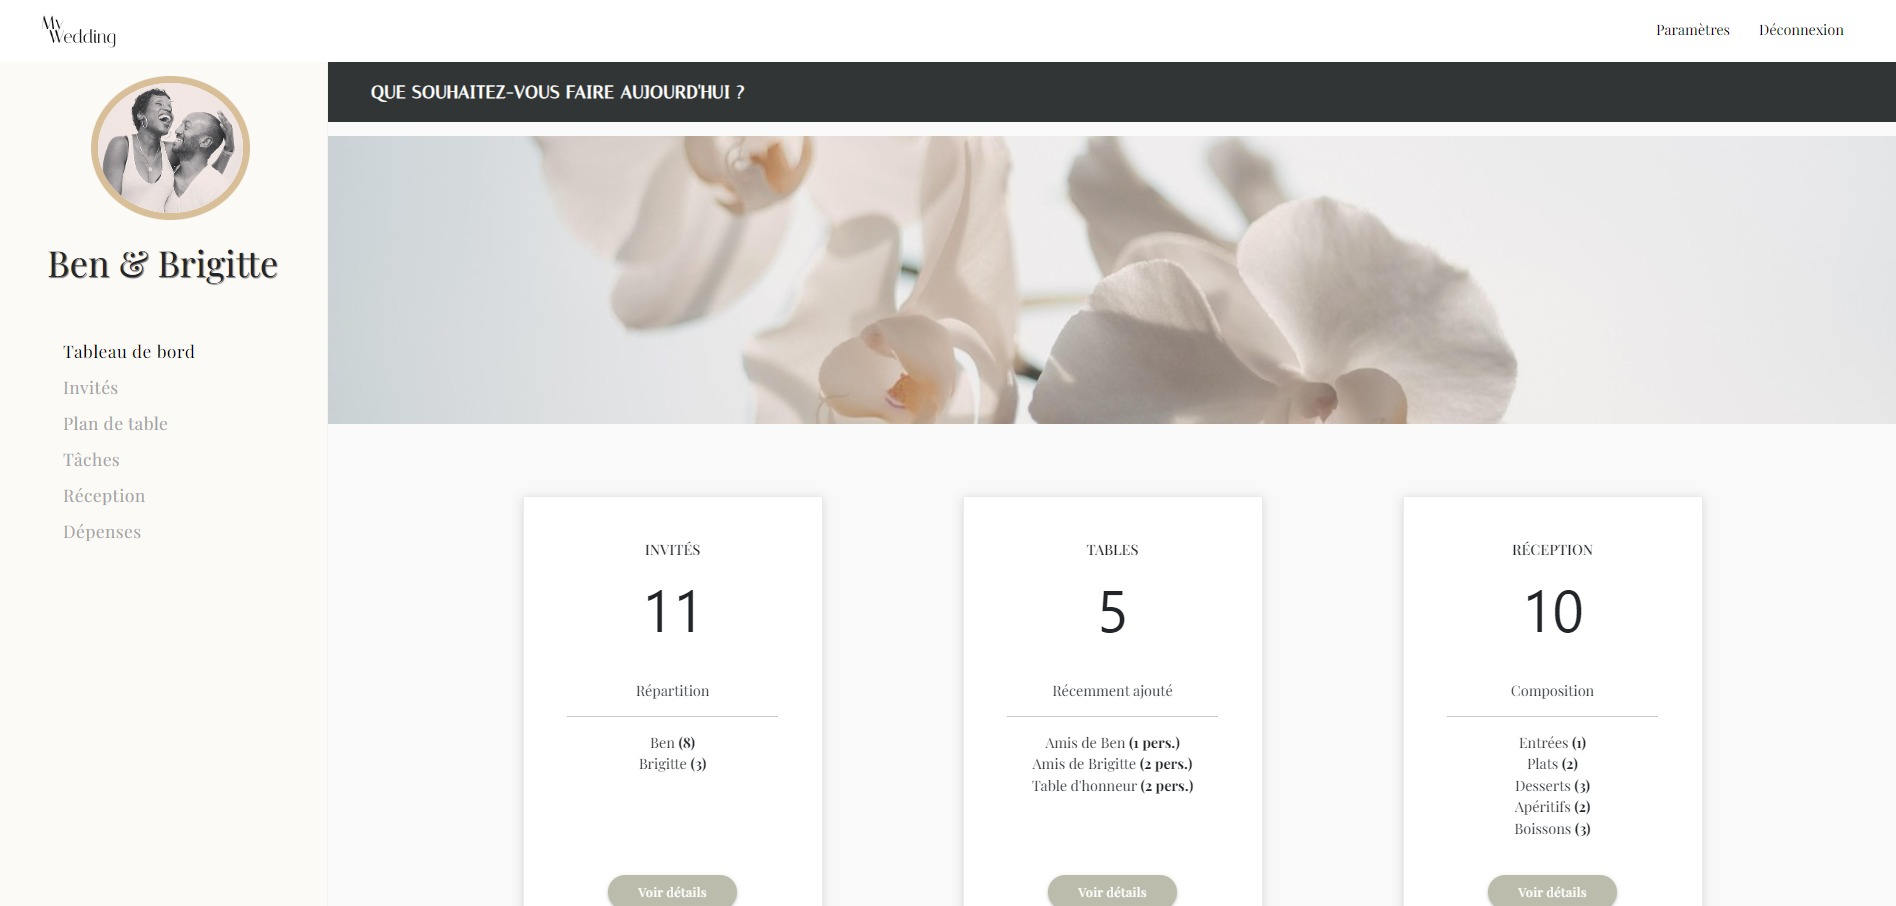 My
Wedding
Paramètres
Déconnexion
QUE SOUHAITEZ-VOUS FAIRE AUJOURD'HUI ?
Ben & Brigitte
Tableau de bord
Invités
Plan de table
Tâches
Réception
Dépenses
INVITÉS
11
Répartition
Ben (8)
Brigitte (3)
Voir détails
TABLES
5
Récemment ajouté
Amis de Ben (1 pers.)
Amis de Brigitte (2 pers.)
Table d'honneur (2 pers.)
Voir détails
RÉCEPTION
10
Composition
Entrées (1)
Plats (2)
Desserts (3)
Apéritifs (2)
Boissons (3)
Voir détails